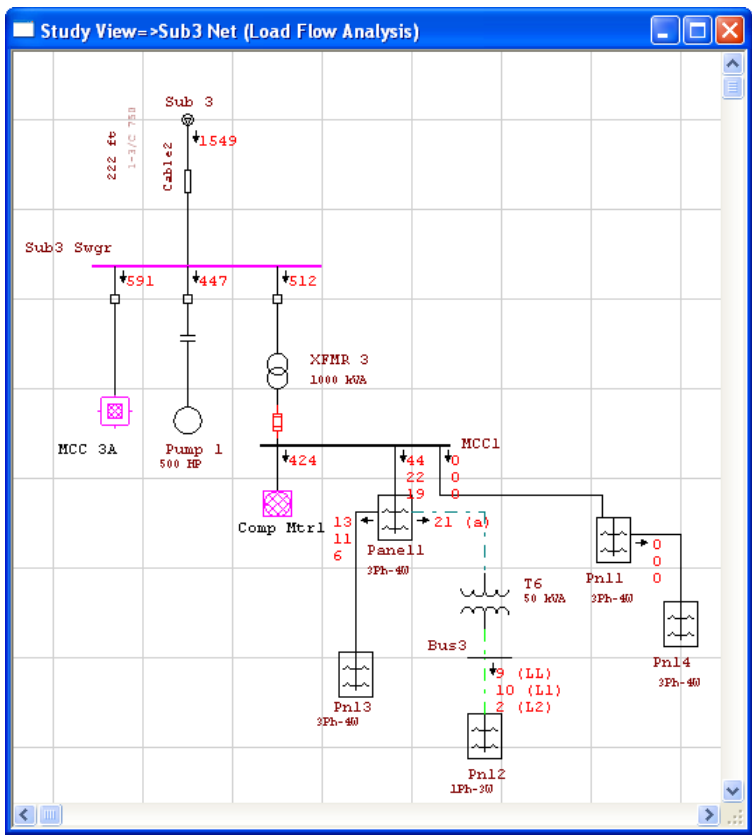 Study View=>Sub3 Net (Load Flow Analysis)
Sub 3
1549
222 ft
1-3/C 750
Cable2
Sub3 Swgr
591
447
512
XFMR 3
1000 kVA
MCC 3A
Pump 1
500 HP
MCC1
424
44
22
19
0
0
0
Comp Mtr1
13
11
6
21 (a)
Panel1
3Ph-4W
Pnl1
3Ph-4W
0
0
0
T6
50 kVA
Bus3
9 (LL)
10 (L1)
2 (L2)
Pnl3
3Ph-4W
Pnl4
3Ph-4W
Pnl2
1Ph-3W